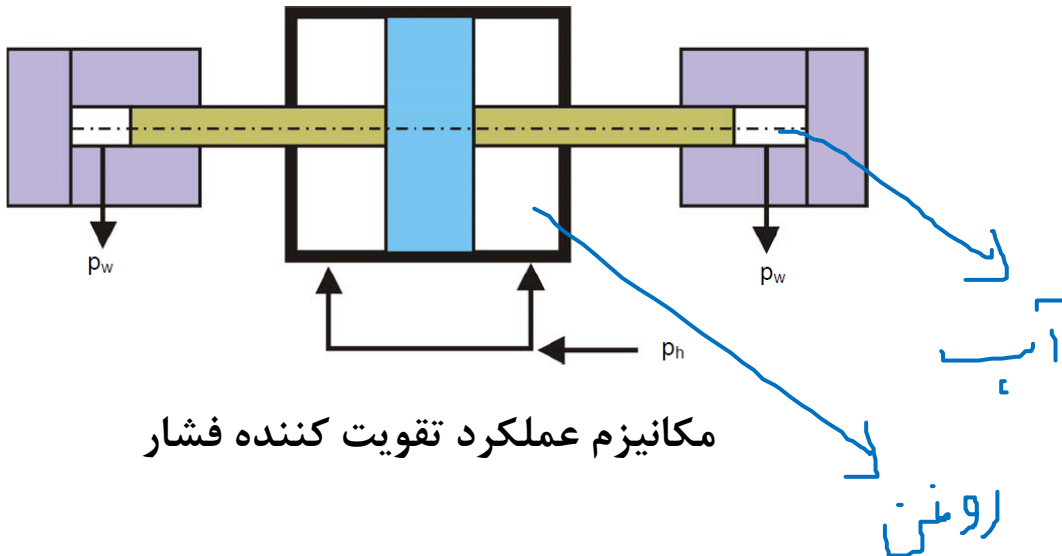 pw
pw
ph
آب
مکانیزم عملکرد تقویت کننده فشار
روغن